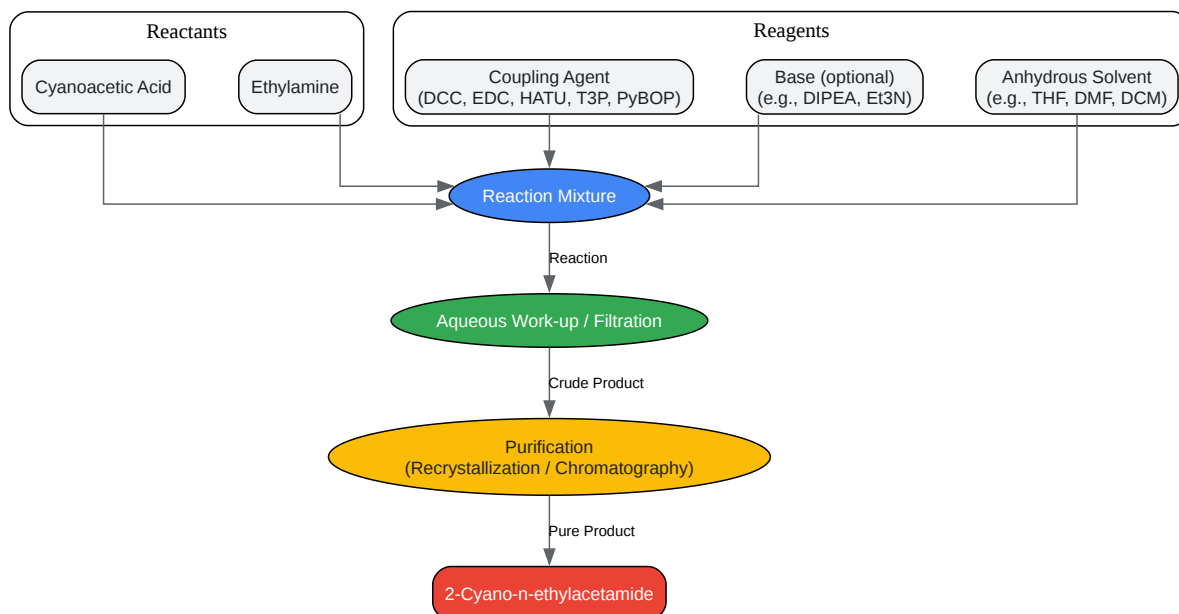 Reactants
Reagents
Cyanoacetic Acid
Ethylamine
Coupling Agent
(DCC, EDC, HATU, T3P, PyBOP)
Base (optional)
(e.g., DIPEA, Et3N)
Anhydrous Solvent
(e.g., THF, DMF, DCM)
Reaction Mixture
Reaction
Aqueous Work-up / Filtration
Crude Product
Purification
(Recrystallization / Chromatography)
Pure Product
2-Cyano-n-ethylacetamide